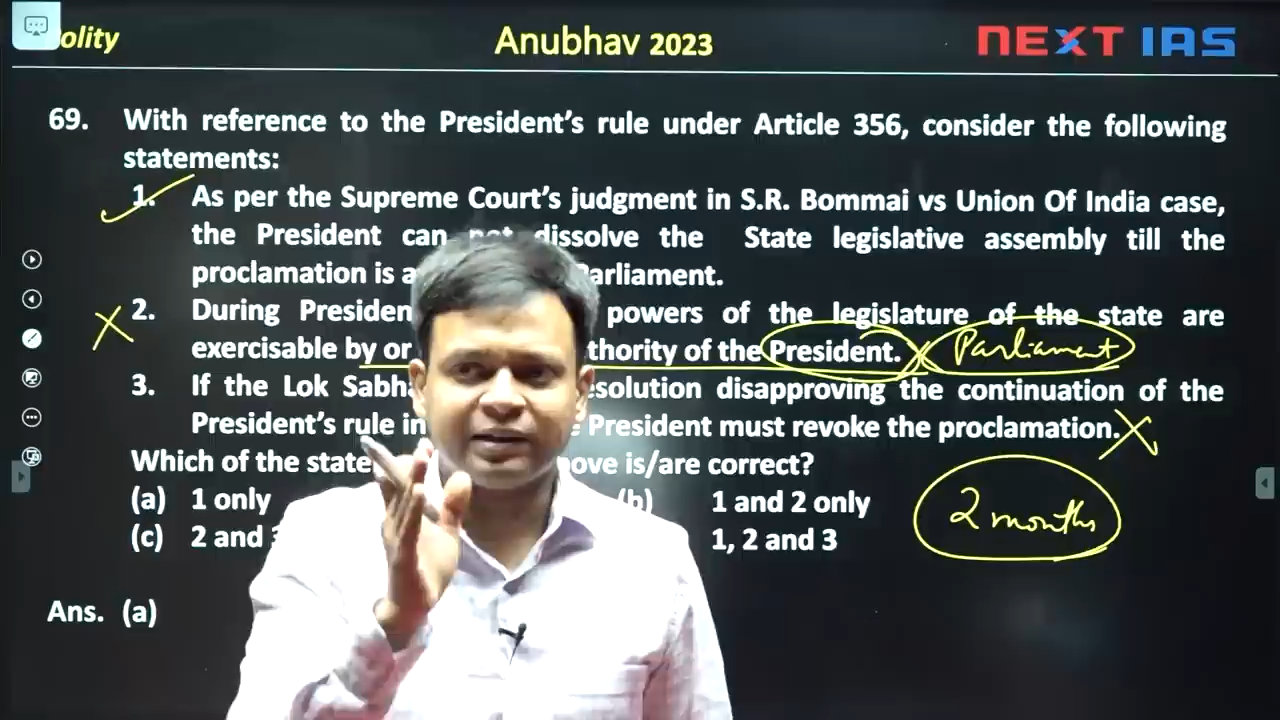 olity
Anubhav 2023
NEXT IAS
69. With reference to the President's rule under Article 356, consider the following
statements:
1. As per the Supreme Court's judgment in S.R. Bommai vs Union Of India case,
the President can not dissolve the State legislative assembly till the
proclamation is a Parliament.
2. During Presiden powers of the legislature of the state are
exercisable by or thority of the President. Parliament
3. If the Lok Sabha esolution disapproving the continuation of the
President's rule in President must revoke the proclamation.
Which of the state ove is/are correct?
(a) 1 only (b) 1 and 2 only
(c) 2 and 1, 2 and 3
2 months
Ans. (a)